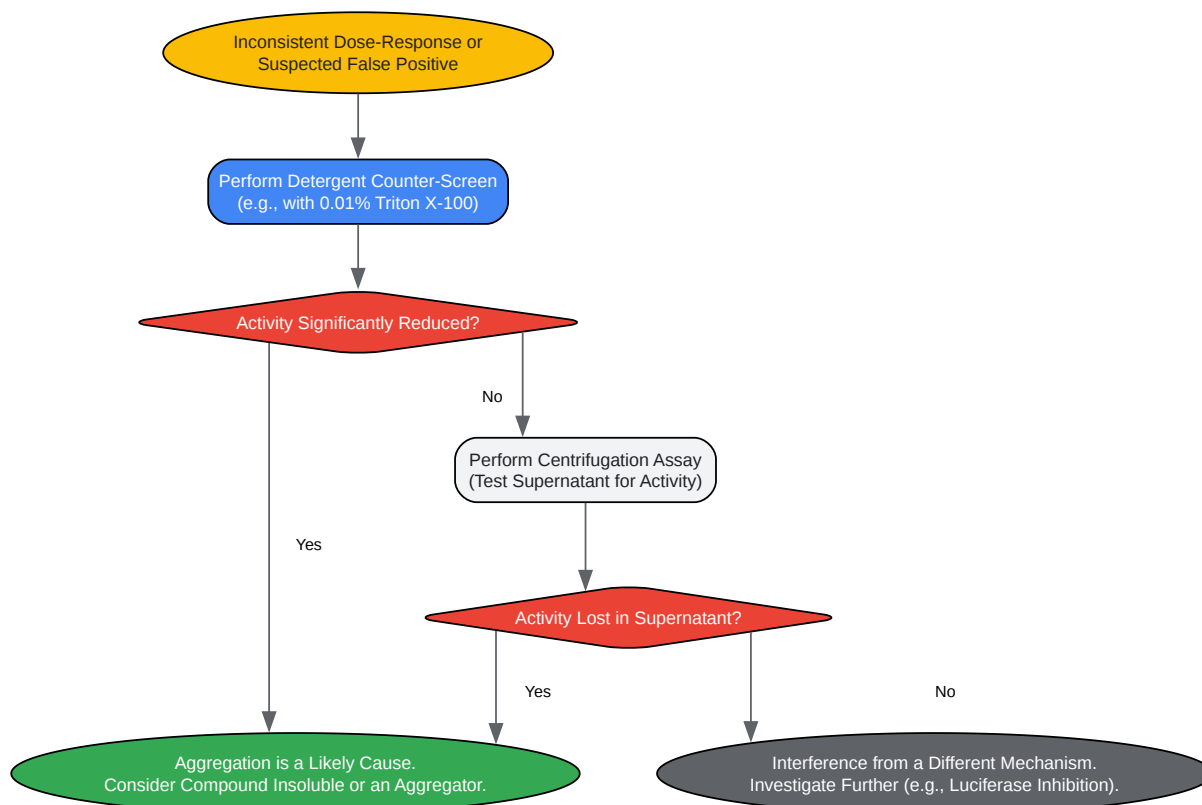 Inconsistent Dose-Response or
Suspected False Positive
Perform Detergent Counter-Screen
(e.g., with 0.01% Triton X-100)
Activity Significantly Reduced?
No
Perform Centrifugation Assay
(Test Supernatant for Activity)
Yes
Activity Lost in Supernatant?
Yes
No
Aggregation is a Likely Cause.
Consider Compound Insoluble or an Aggregator.
Interference from a Different Mechanism.
Investigate Further (e.g., Luciferase Inhibition).